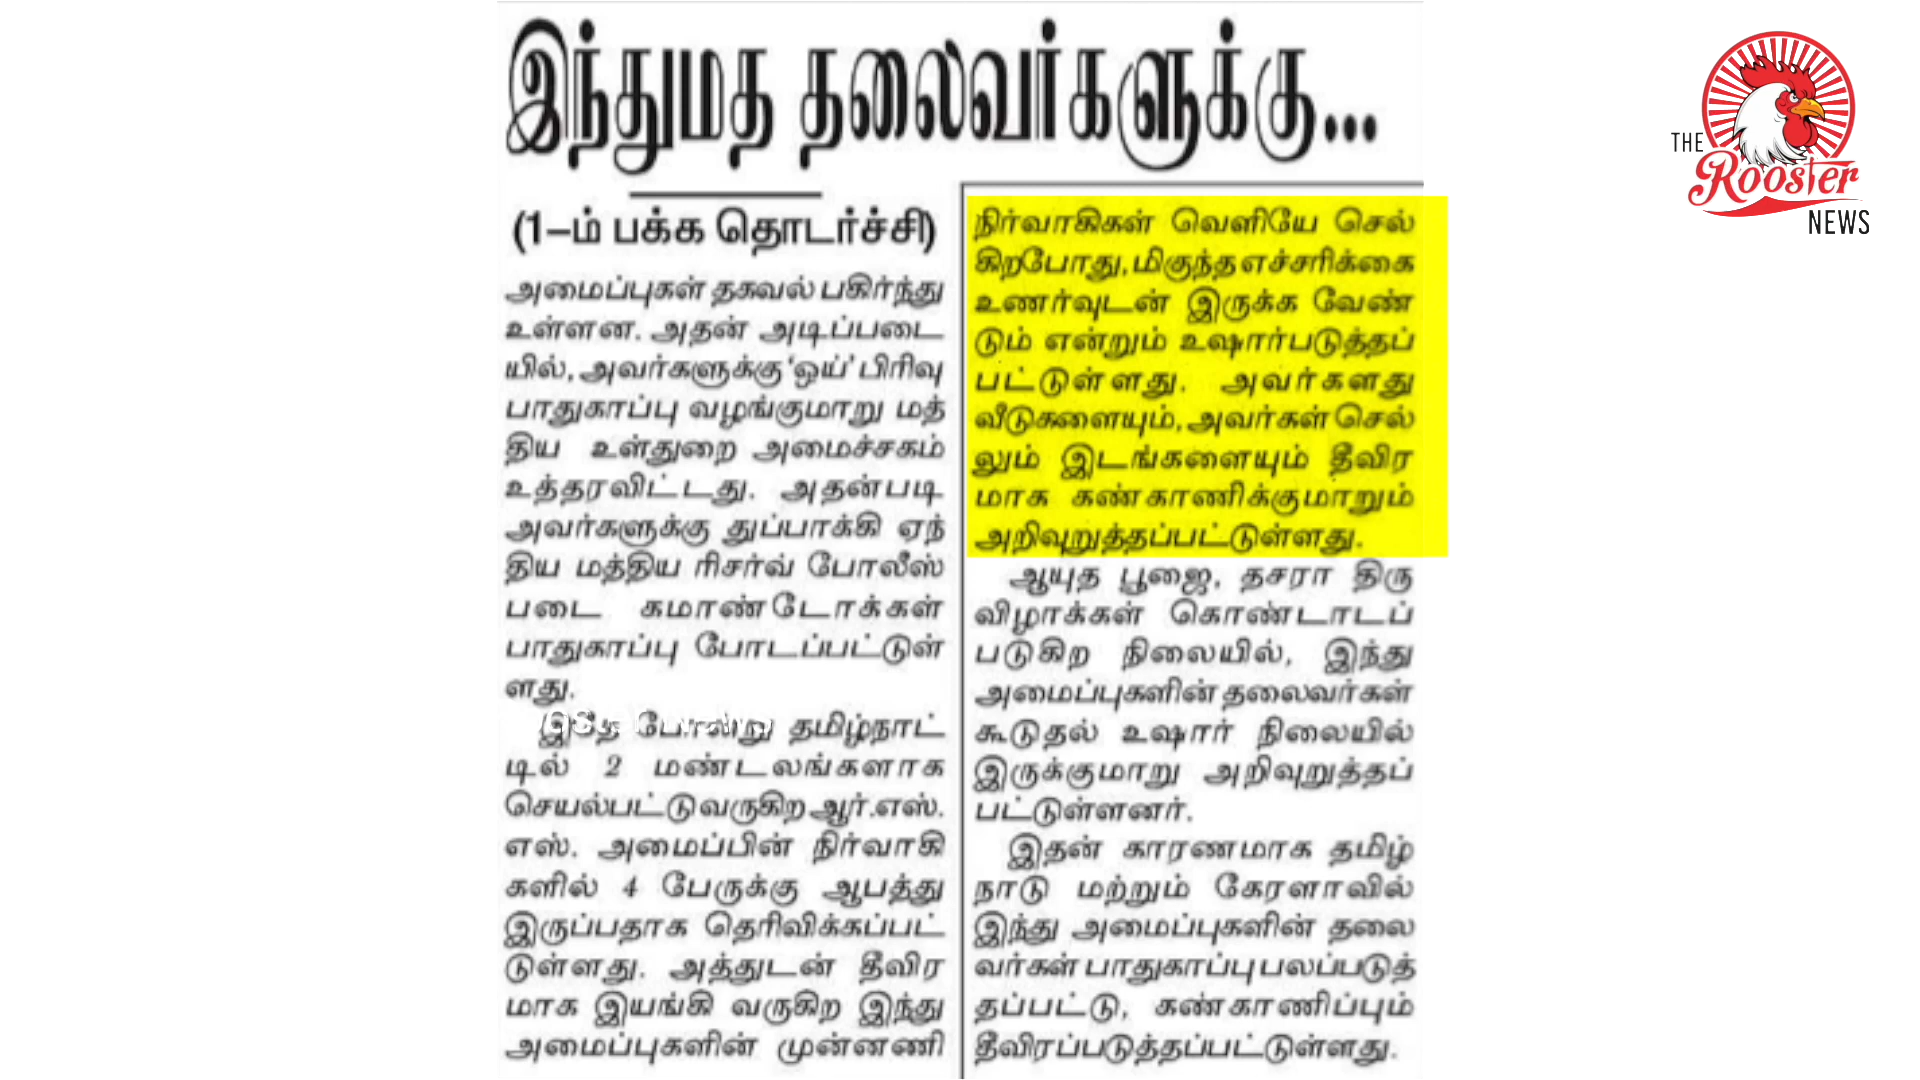 இந்துமத தலைவர்களுக்கு...
(1-ம் பக்க தொடர்ச்சி)
அமைப்புகள் தகவல் பகிர்ந்து
உள்ளன. அதன் அடிப்படை
யில், அவர்களுக்கு 'ஒய்' பிரிவு
பாதுகாப்பு வழங்குமாறு மத்
திய உள்துறை அமைச்சகம்
உத்தரவிட்டது. அதன்படி
அவர்களுக்கு துப்பாக்கி ஏந்
திய மத்திய ரிசர்வ் போலீஸ்
படை கமாண்டோக்கள்
பாதுகாப்பு போடப்பட்டுள்
ளது.
இதே போன்று தமிழ்நாட்
டில் 2 மண்டலங்களாக
செயல்பட்டு வருகிற ஆர்.எஸ்.
எஸ். அமைப்பின் நிர்வாகி
களில் 4 பேருக்கு ஆபத்து
இருப்பதாக தெரிவிக்கப்பட்
டுள்ளது. அத்துடன் தீவிர
மாக இயங்கி வருகிற இந்து
அமைப்புகளின் முன்னணி
நிர்வாகிகள் வெளியே செல்
கிறபோது, மிகுந்த எச்சரிக்கை
உணர்வுடன் இருக்க வேண்
டும் என்றும் உஷார்படுத்தப்
பட்டுள்ளது. அவர்களது
வீடுகளையும், அவர்கள் செல்
லும் இடங்களையும் தீவிர
மாக கண்காணிக்குமாறும்
அறிவுறுத்தப்பட்டுள்ளது.
ஆயுத பூஜை, தசரா திரு
விழாக்கள் கொண்டாடப்
படுகிற நிலையில், இந்து
அமைப்புகளின் தலைவர்கள்
கூடுதல் உஷார் நிலையில்
இருக்குமாறு அறிவுறுத்தப்
பட்டுள்ளனர்.
இதன் காரணமாக தமிழ்
நாடு மற்றும் கேரளாவில்
இந்து அமைப்புகளின் தலை
வர்கள் பாதுகாப்பு பலப்படுத்
தப்பட்டு, கண்காணிப்பும்
தீவிரப்படுத்தப்பட்டுள்ளது.
THE
Rooster
NEWS